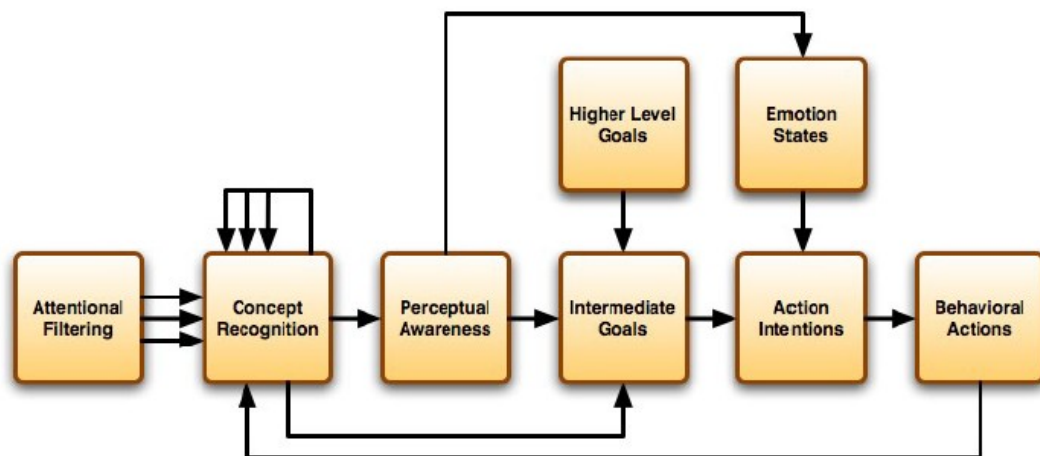 Higher Level
Goals
Emotion
States
Attentional
Filtering
Concept
Recognition
Perceptual
Awareness
Intermediate
Goals
Action
Intentions
Behavioral
Actions